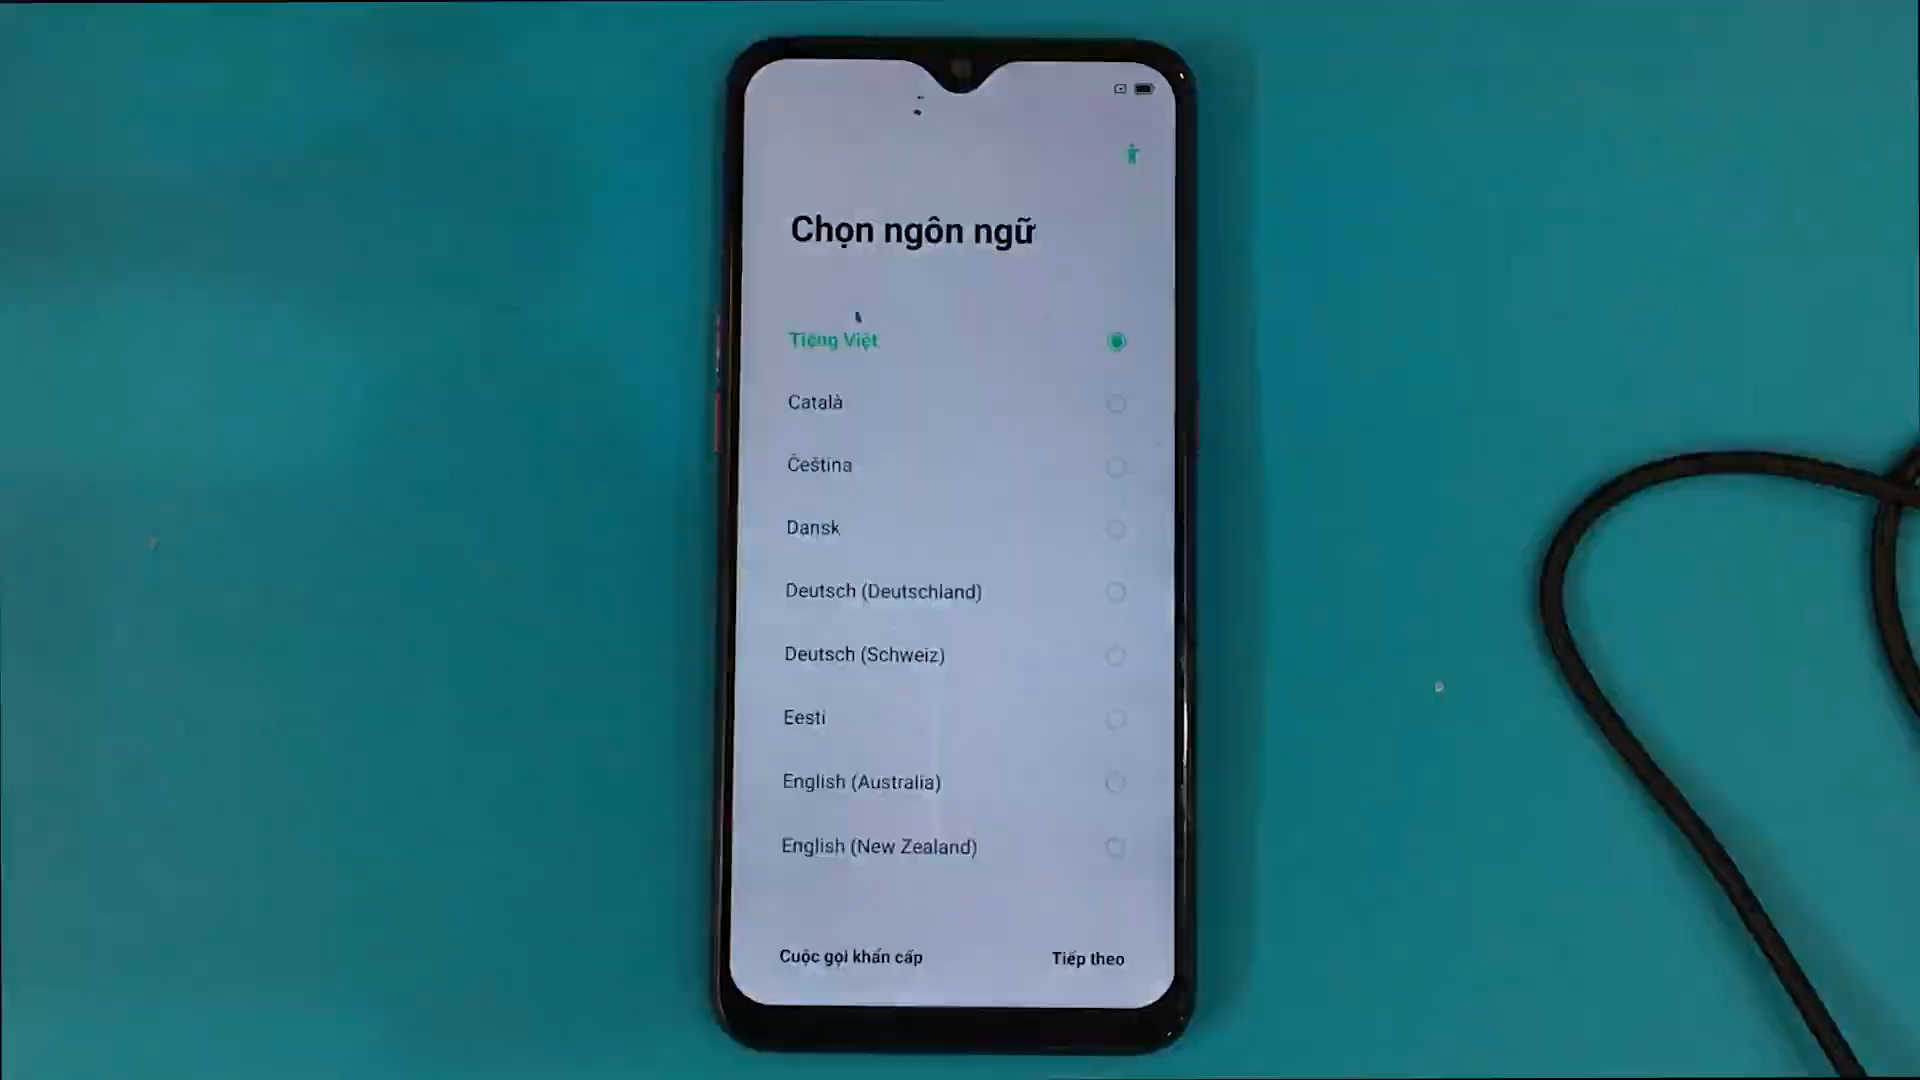 Chọn ngôn ngữ
Tiếng Việt
Català
Čeština
Dansk
Deutsch (Deutschland)
Deutsch (Schweiz)
Eesti
English (Australia)
English (New Zealand)
Cuộc gọi khẩn cấp
Tiếp theo